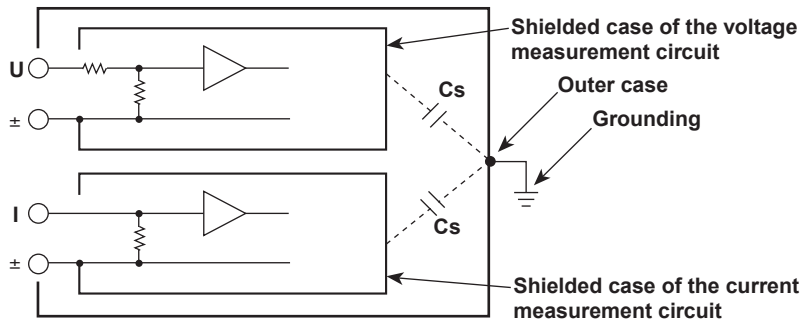 Shielded case of the voltage
measurement circuit
U
±
Cs
Outer case
Grounding
I
±
Cs
Shielded case of the current
measurement circuit